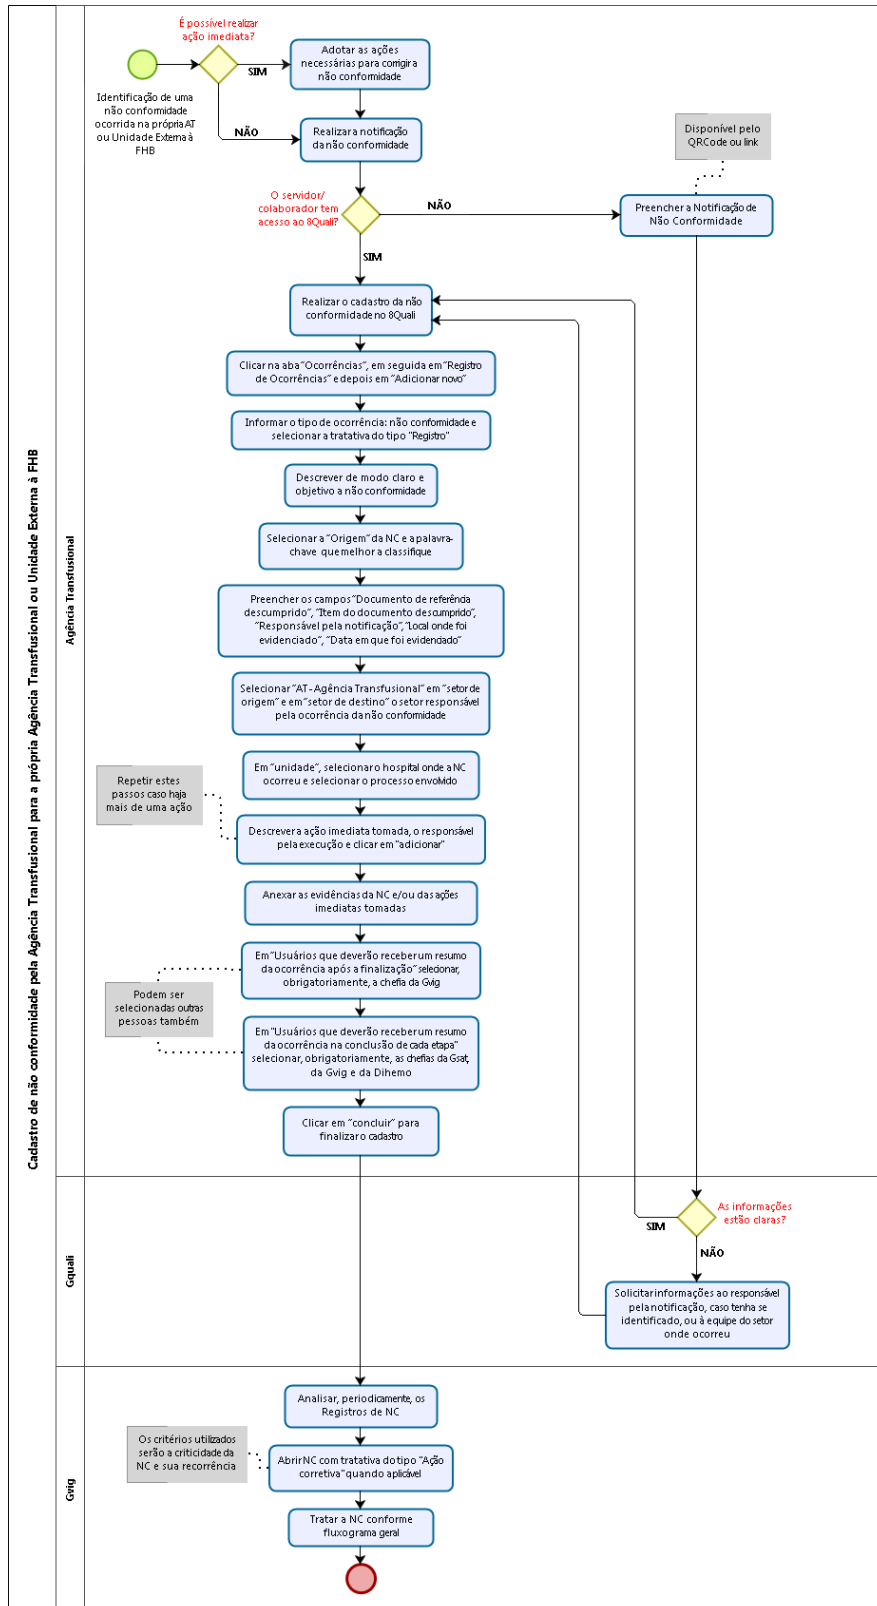 Cadastro de não conformidade pela Agência Transfusional para a própria Agência Transfusional ou Unidade Externa à FHB
Agência Transfusional
É possível realizar
ação imediata?
Identificação de uma
não conformidade
ocorrida na própria AT
ou Unidade Externa à
FHB
SIM
NÃO
Adotar as ações
necessárias para corrigir a
não conformidade
Realizar a notificação
da não conformidade
Disponível pelo
QRCode ou link
O servidor/
colaborador tem
acesso ao 8Quali?
NÃO
SIM
Preencher a Notificação de
Não Conformidade
Realizar o cadastro da não
conformidade no 8Quali
Clicar na aba "Ocorrências", em seguida em "Registro
de Ocorrências" e depois em "Adicionar novo"
Informar o tipo de ocorrência: não conformidade e
selecionar a tratativa do tipo "Registro"
Descrever de modo claro e
objetivo a não conformidade
Selecionar a "Origem" da NC e a palavra-
chave que melhor a classifique
Preencher os campos "Documento de referência
descumprido", "Item do documento descumprido",
"Responsável pela notificação", "Local onde foi
evidenciado", "Data em que foi evidenciado"
Selecionar "AT - Agência Transfusional" em "setor de
origem" e em "setor de destino" o setor responsável
pela ocorrência da não conformidade
Em "unidade", selecionar o hospital onde a NC
ocorreu e selecionar o processo envolvido
Repetir estes
passos caso haja
mais de uma ação
Descrever a ação imediata tomada, o responsável
pela execução e clicar em "adicionar"
Anexar as evidências da NC e/ou das ações
imediatas tomadas
Em "Usuários que deverão receber um resumo
da ocorrência após a finalização" selecionar,
obrigatoriamente, a chefia da Gvig
Podem ser
selecionadas outras
pessoas também
Em "Usuários que deverão receber um resumo
da ocorrência na conclusão de cada etapa"
selecionar, obrigatoriamente, as chefias da Gsat,
da Gvig e da Dihemo
Clicar em "concluir" para
finalizar o cadastro
Gquali
As informações
estão claras?
SIM
NÃO
Solicitar informações ao responsável
pela notificação, caso tenha se
identificado, ou à equipe do setor
onde ocorreu
Gvig
Analisar, periodicamente, os
Registros de NC
Os critérios utilizados
serão a criticidade da
NC e sua recorrência
Abrir NC com tratativa do tipo "Ação
corretiva" quando aplicável
Tratar a NC conforme
fluxograma geral